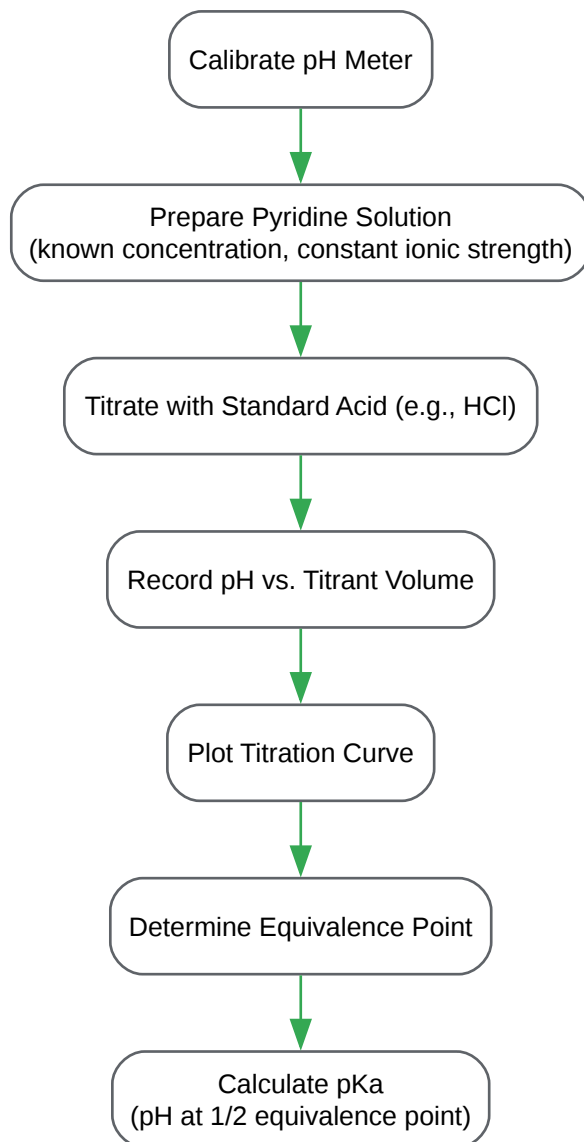 Calibrate pH Meter
Prepare Pyridine Solution
(known concentration, constant ionic strength)
Titrate with Standard Acid (e.g., HCl)
Record pH vs. Titrant Volume
Plot Titration Curve
Determine Equivalence Point
Calculate pKa
(pH at 1/2 equivalence point)